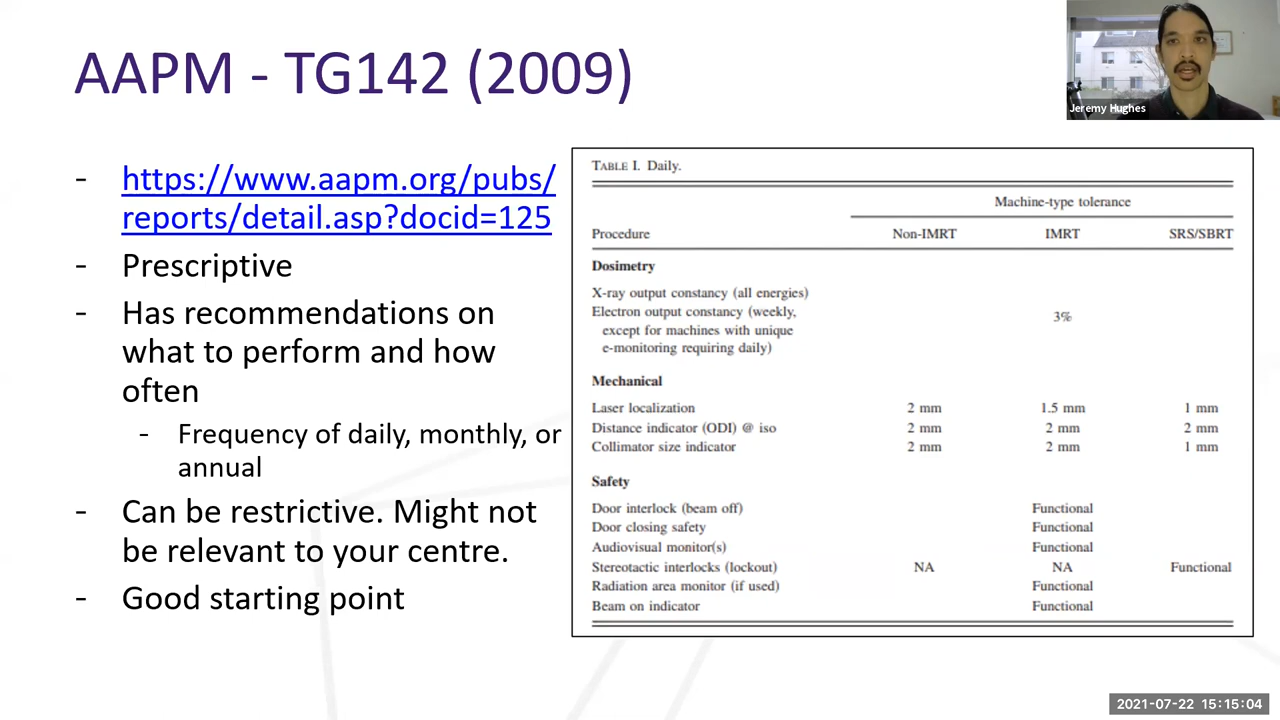 AAPM - TG142 (2009)
Jeremy Hughes
- https://www.aapm.org/pubs/
reports/detail.asp?docid=125
- Prescriptive
- Has recommendations on
what to perform and how
often
- Frequency of daily, monthly, or
annual
- Can be restrictive. Might not
be relevant to your centre.
- Good starting point
TABLE I. Daily.
Machine-type tolerance
Procedure Non-IMRT IMRT SRS/SBRT
Dosimetry
X-ray output constancy (all energies)
Electron output constancy (weekly,
except for machines with unique
e-monitoring requiring daily)
3%
Mechanical
Laser localization 2 mm 1.5 mm 1 mm
Distance indicator (ODI) @ iso 2 mm 2 mm 2 mm
Collimator size indicator 2 mm 2 mm 1 mm
Safety
Door interlock (beam off) Functional
Door closing safety Functional
Audiovisual monitor(s) Functional
Stereotactic interlocks (lockout) NA NA Functional
Radiation area monitor (if used) Functional
Beam on indicator Functional
2021-07-22 15:15:04